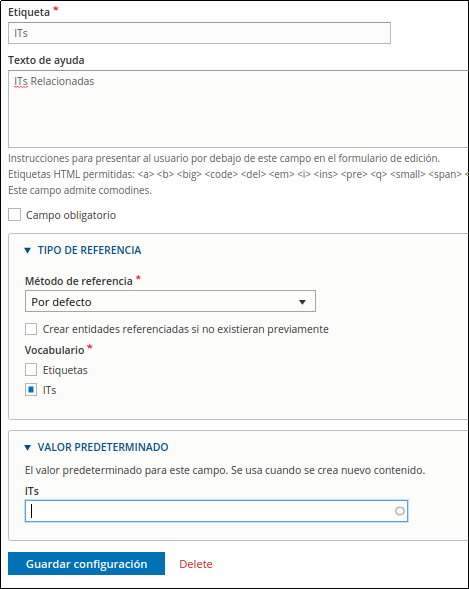 Etiqueta *
ITs
Texto de ayuda
ITs Relacionadas
Instrucciones para presentar al usuario por debajo de este campo en el formulario de edición.
Etiquetas HTML permitidas: <a> <b> <big> <code> <del> <em> <i> <ins> <pre> <q> <small> <span> <
Este campo admite comodines.
Campo obligatorio
TIPO DE REFERENCIA
Método de referencia *
Por defecto
Crear entidades referenciadas si no existieran previamente
Vocabulario *
Etiquetas
ITs
VALOR PREDETERMINADO
El valor predeterminado para este campo. Se usa cuando se crea nuevo contenido.
ITs
Guardar configuración Delete